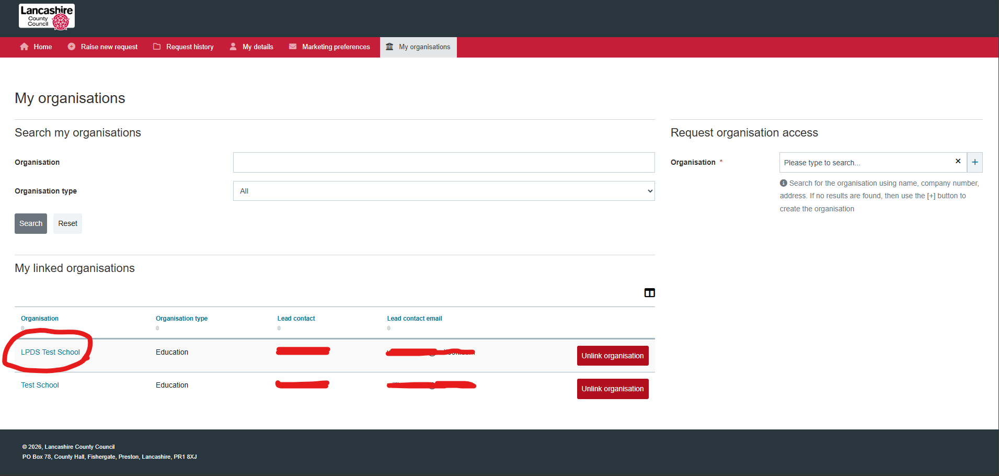 Lancashire
County
Council
Home
Raise new request
Request history
My details
Marketing preferences
My organisations
My organisations
Search my organisations
Organisation
Organisation type
All
Search
Reset
Request organisation access
Organisation *
Please type to search...
Search for the organisation using name, company number,
address. If no results are found, then use the [+] button to
create the organisation
My linked organisations
Organisation
Organisation type
Lead contact
Lead contact email
LPDS Test School
Education
Unlink organisation
Test School
Education
Unlink organisation
© 2026, Lancashire County Council
PO Box 78, County Hall, Fishergate, Preston, Lancashire, PR1 8XJ